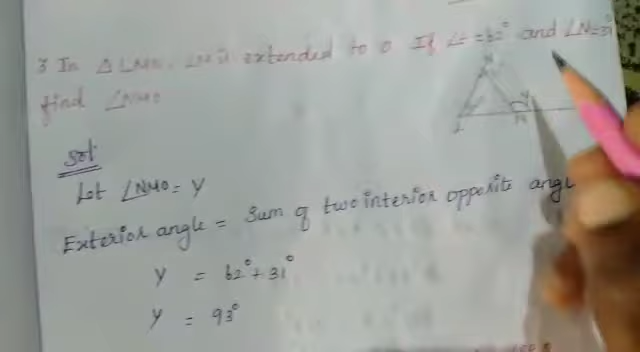 3 In △LMN, LM is extended to O If ∠L = 62° and ∠N = 31°
find ∠NMO
Sol
Let ∠NMO = y
Exterior angle = Sum of two interior opposite angl
y = 62° + 31°
y = 93°
N
y
L
M